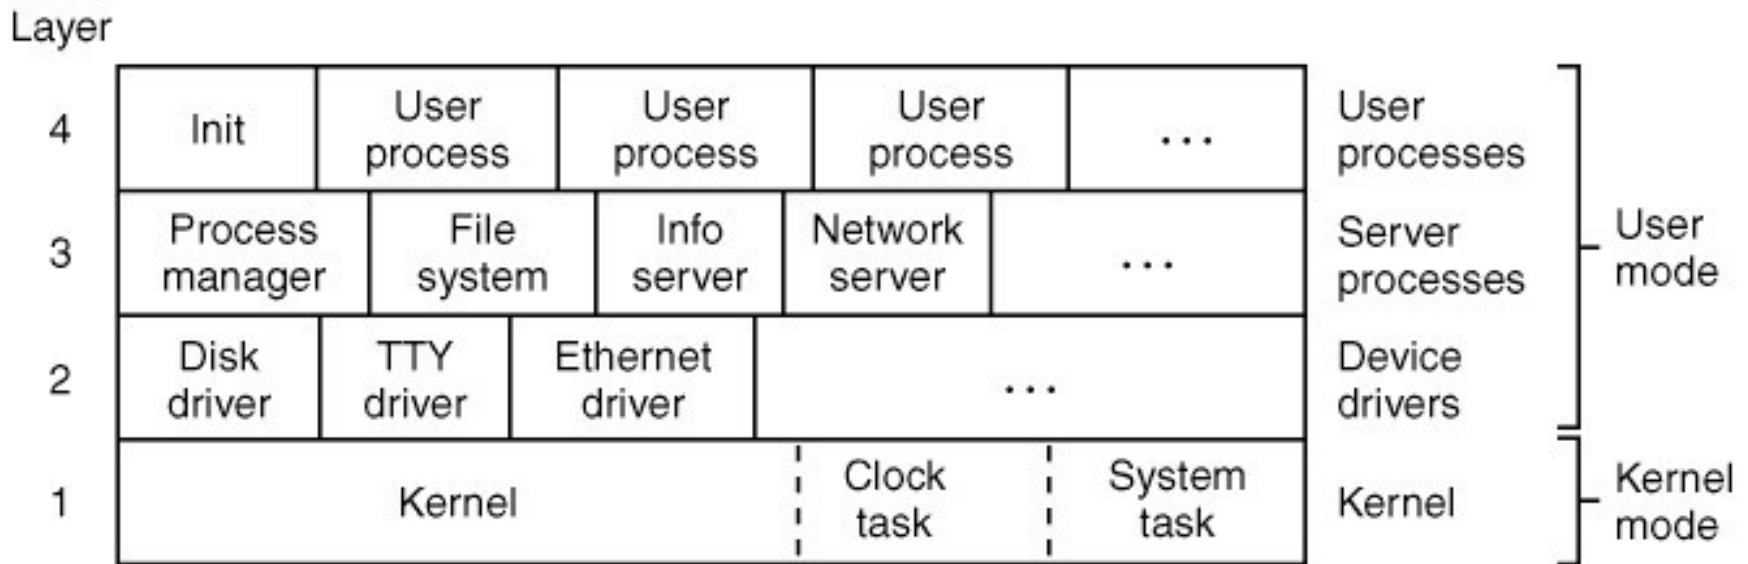 Layer
4
Init
User
process
User
process
User
process
...
User
processes
3
Process
manager
File
system
Info
server
Network
server
...
Server
processes
User
mode
2
Disk
driver
TTY
driver
Ethernet
driver
...
Device
drivers
1
Kernel
Clock
task
System
task
Kernel
Kernel
mode